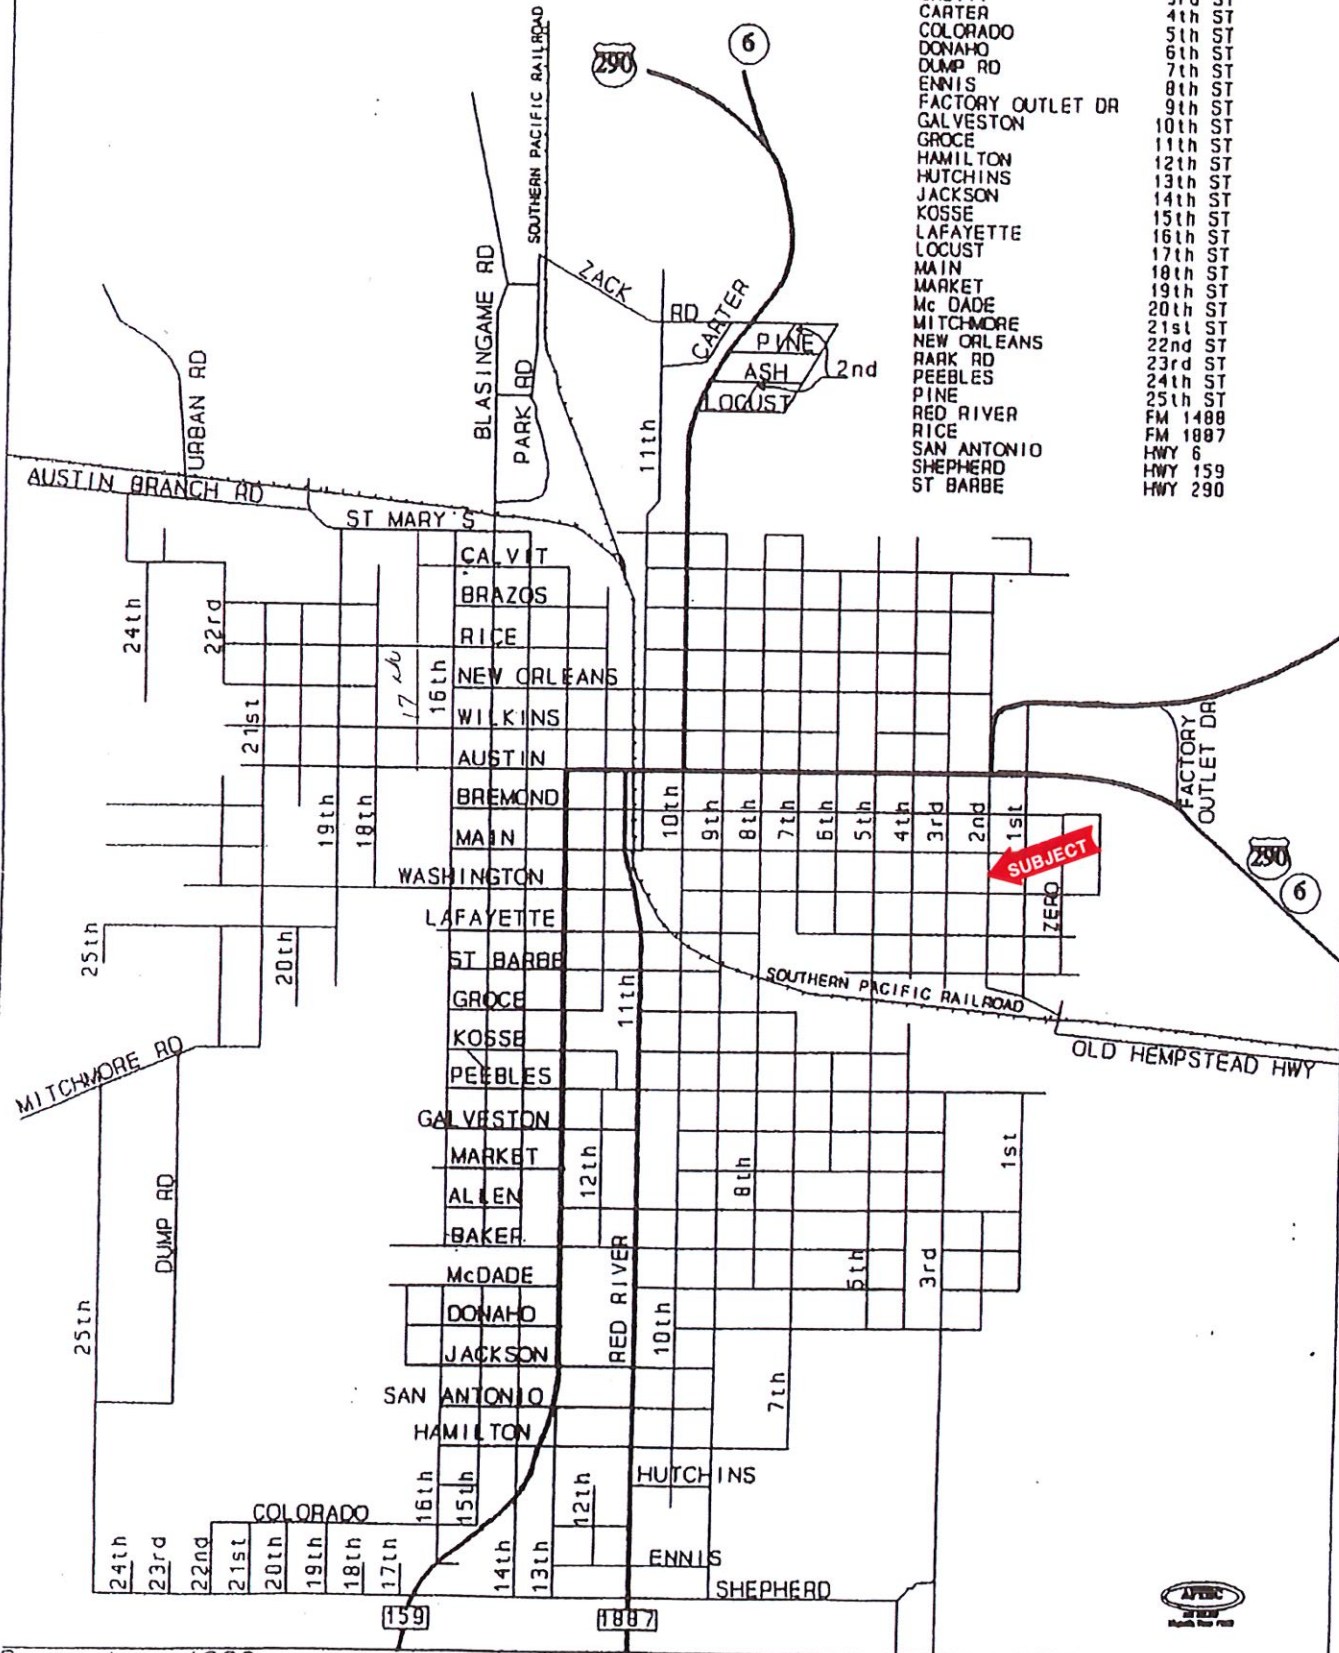 CARTER 4th ST
COLORADO 5th ST
DONAHO 6th ST
DUMP RD 7th ST
ENNIS 8th ST
FACTORY OUTLET DR 9th ST
GALVESTON 10th ST
GROCE 11th ST
HAMILTON 12th ST
HUTCHINS 13th ST
JACKSON 14th ST
KOSSE 15th ST
LAFAYETTE 16th ST
LOCUST 17th ST
MAIN 18th ST
MARKET 19th ST
Mc DADE 20th ST
MITCHMORE 21st ST
NEW ORLEANS 22nd ST
PARK RD 23rd ST
PEEBLES 24th ST
PINE 25th ST
RED RIVER FM 1488
RICE FM 1887
SAN ANTONIO HWY 6
SHEPHERD HWY 159
ST BARBE HWY 290
SOUTHERN PACIFIC RAILROAD
290
6
ZACK RD
CARTER
PINE
ASH
LOCUST
2nd
BLASINGAME RD
PARK RD
URBAN RD
11th
AUSTIN BRANCH RD
ST MARY'S
CALVIT
BRAZOS
RICE
NEW ORLEANS
WILKINS
AUSTIN
BREMOND
MAIN
WASHINGTON
LAFAYETTE
ST BARBE
GROCE
KOSSE
PEEBLES
GALVESTON
MARKET
ALLEN
BAKER
McDADE
DONAHO
JACKSON
SAN ANTONIO
HAMILTON
24th
22nd
21st
17th
16th
19th
18th
10th
9th
8th
7th
6th
5th
4th
3rd
2nd
1st
SUBJECT
ZERO
FACTORY
OUTLET DR
290
6
25th
20th
11th
SOUTHERN PACIFIC RAILROAD
OLD HEMPSTEAD HWY
MITCHMORE RD
DUMP RD
25th
12th
8th
1st
RED RIVER
10th
5th
3rd
7th
HUTCHINS
16th
15th
12th
COLORADO
24th
23rd
22nd
21st
20th
19th
18th
17th
14th
13th
ENNIS
SHEPHERD
159
1887